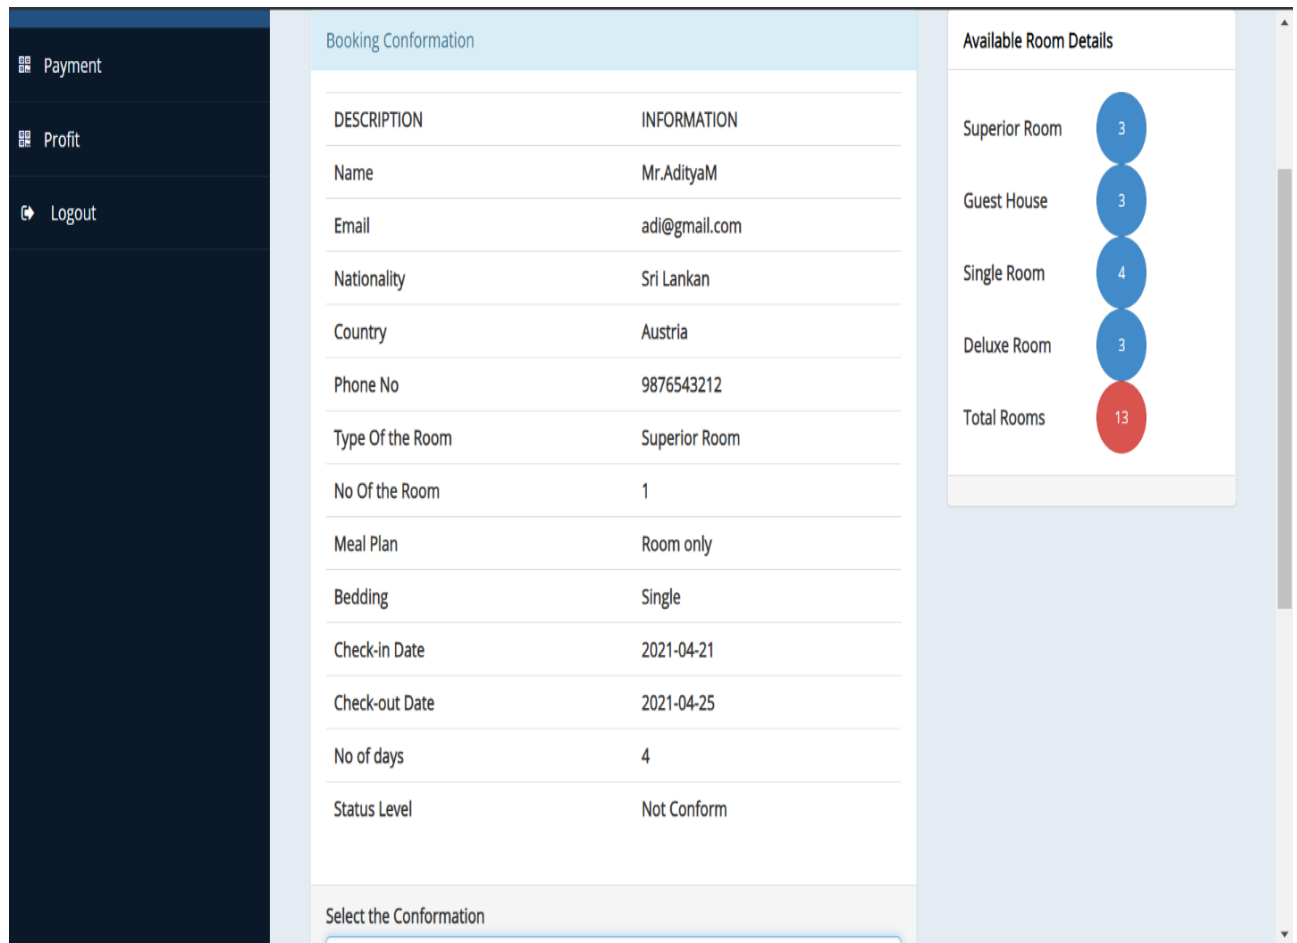 Payment
Profit
Logout
Booking Conformation
DESCRIPTION INFORMATION
Name Mr.AdityaM
Email adi@gmail.com
Nationality Sri Lankan
Country Austria
Phone No 9876543212
Type Of the Room Superior Room
No Of the Room 1
Meal Plan Room only
Bedding Single
Check-in Date 2021-04-21
Check-out Date 2021-04-25
No of days 4
Status Level Not Conform
Select the Conformation
Available Room Details
Superior Room 3
Guest House 3
Single Room 4
Deluxe Room 3
Total Rooms 13